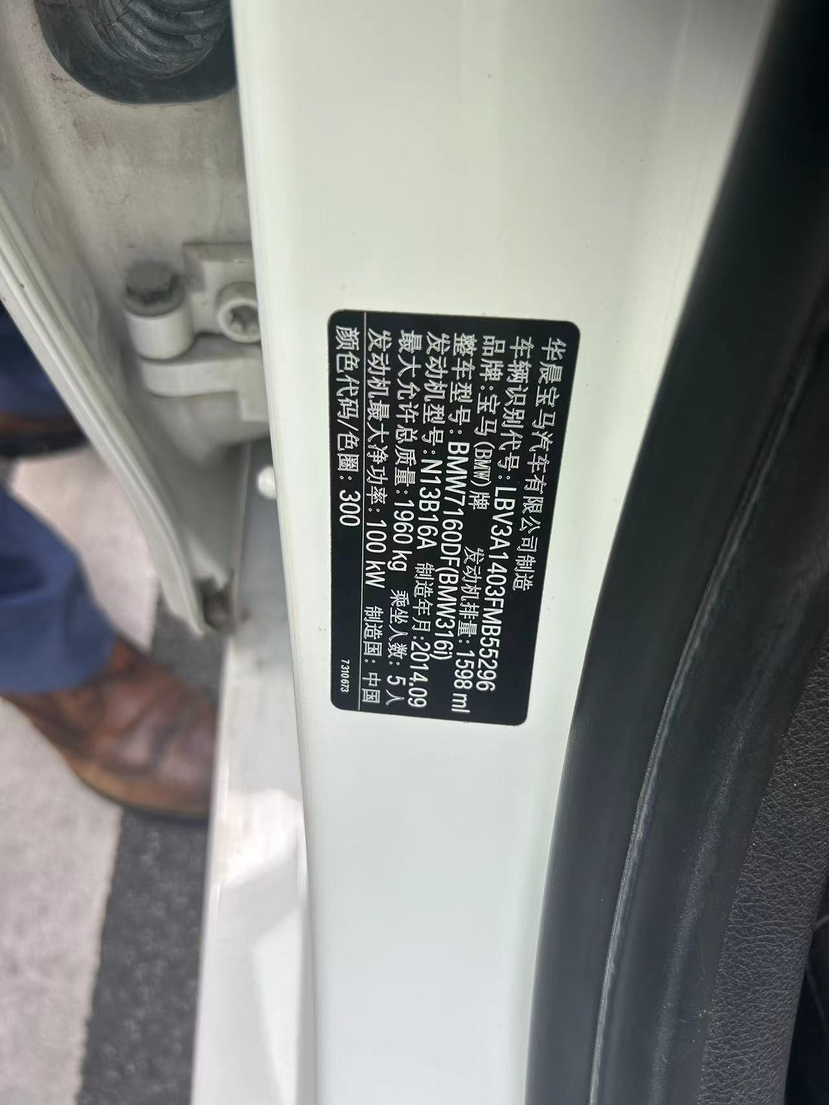 华晨宝马汽车有限公司制造
车辆识别代号:LBV3A1403FMB55296
品牌:宝马(BMW)牌 发动机排量:1598 ml
整车型号:BMW7160DF(BMW316i)
发动机型号:N13B16A 制造年月:2014.09
最大允许总质量:1960 kg 乘坐人数:5人
发动机最大净功率:100 kW 制造国:中国
颜色代码/色圈:300 7310673